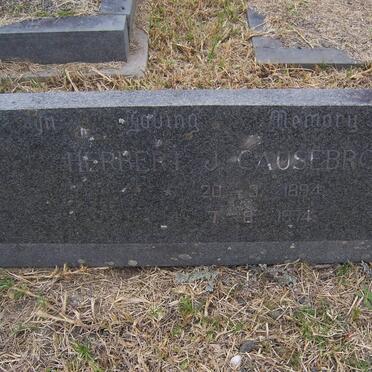 In Loving Memory
HERBERT J. CAUSEBRO
20 - 3 1894
7 - 8 1974